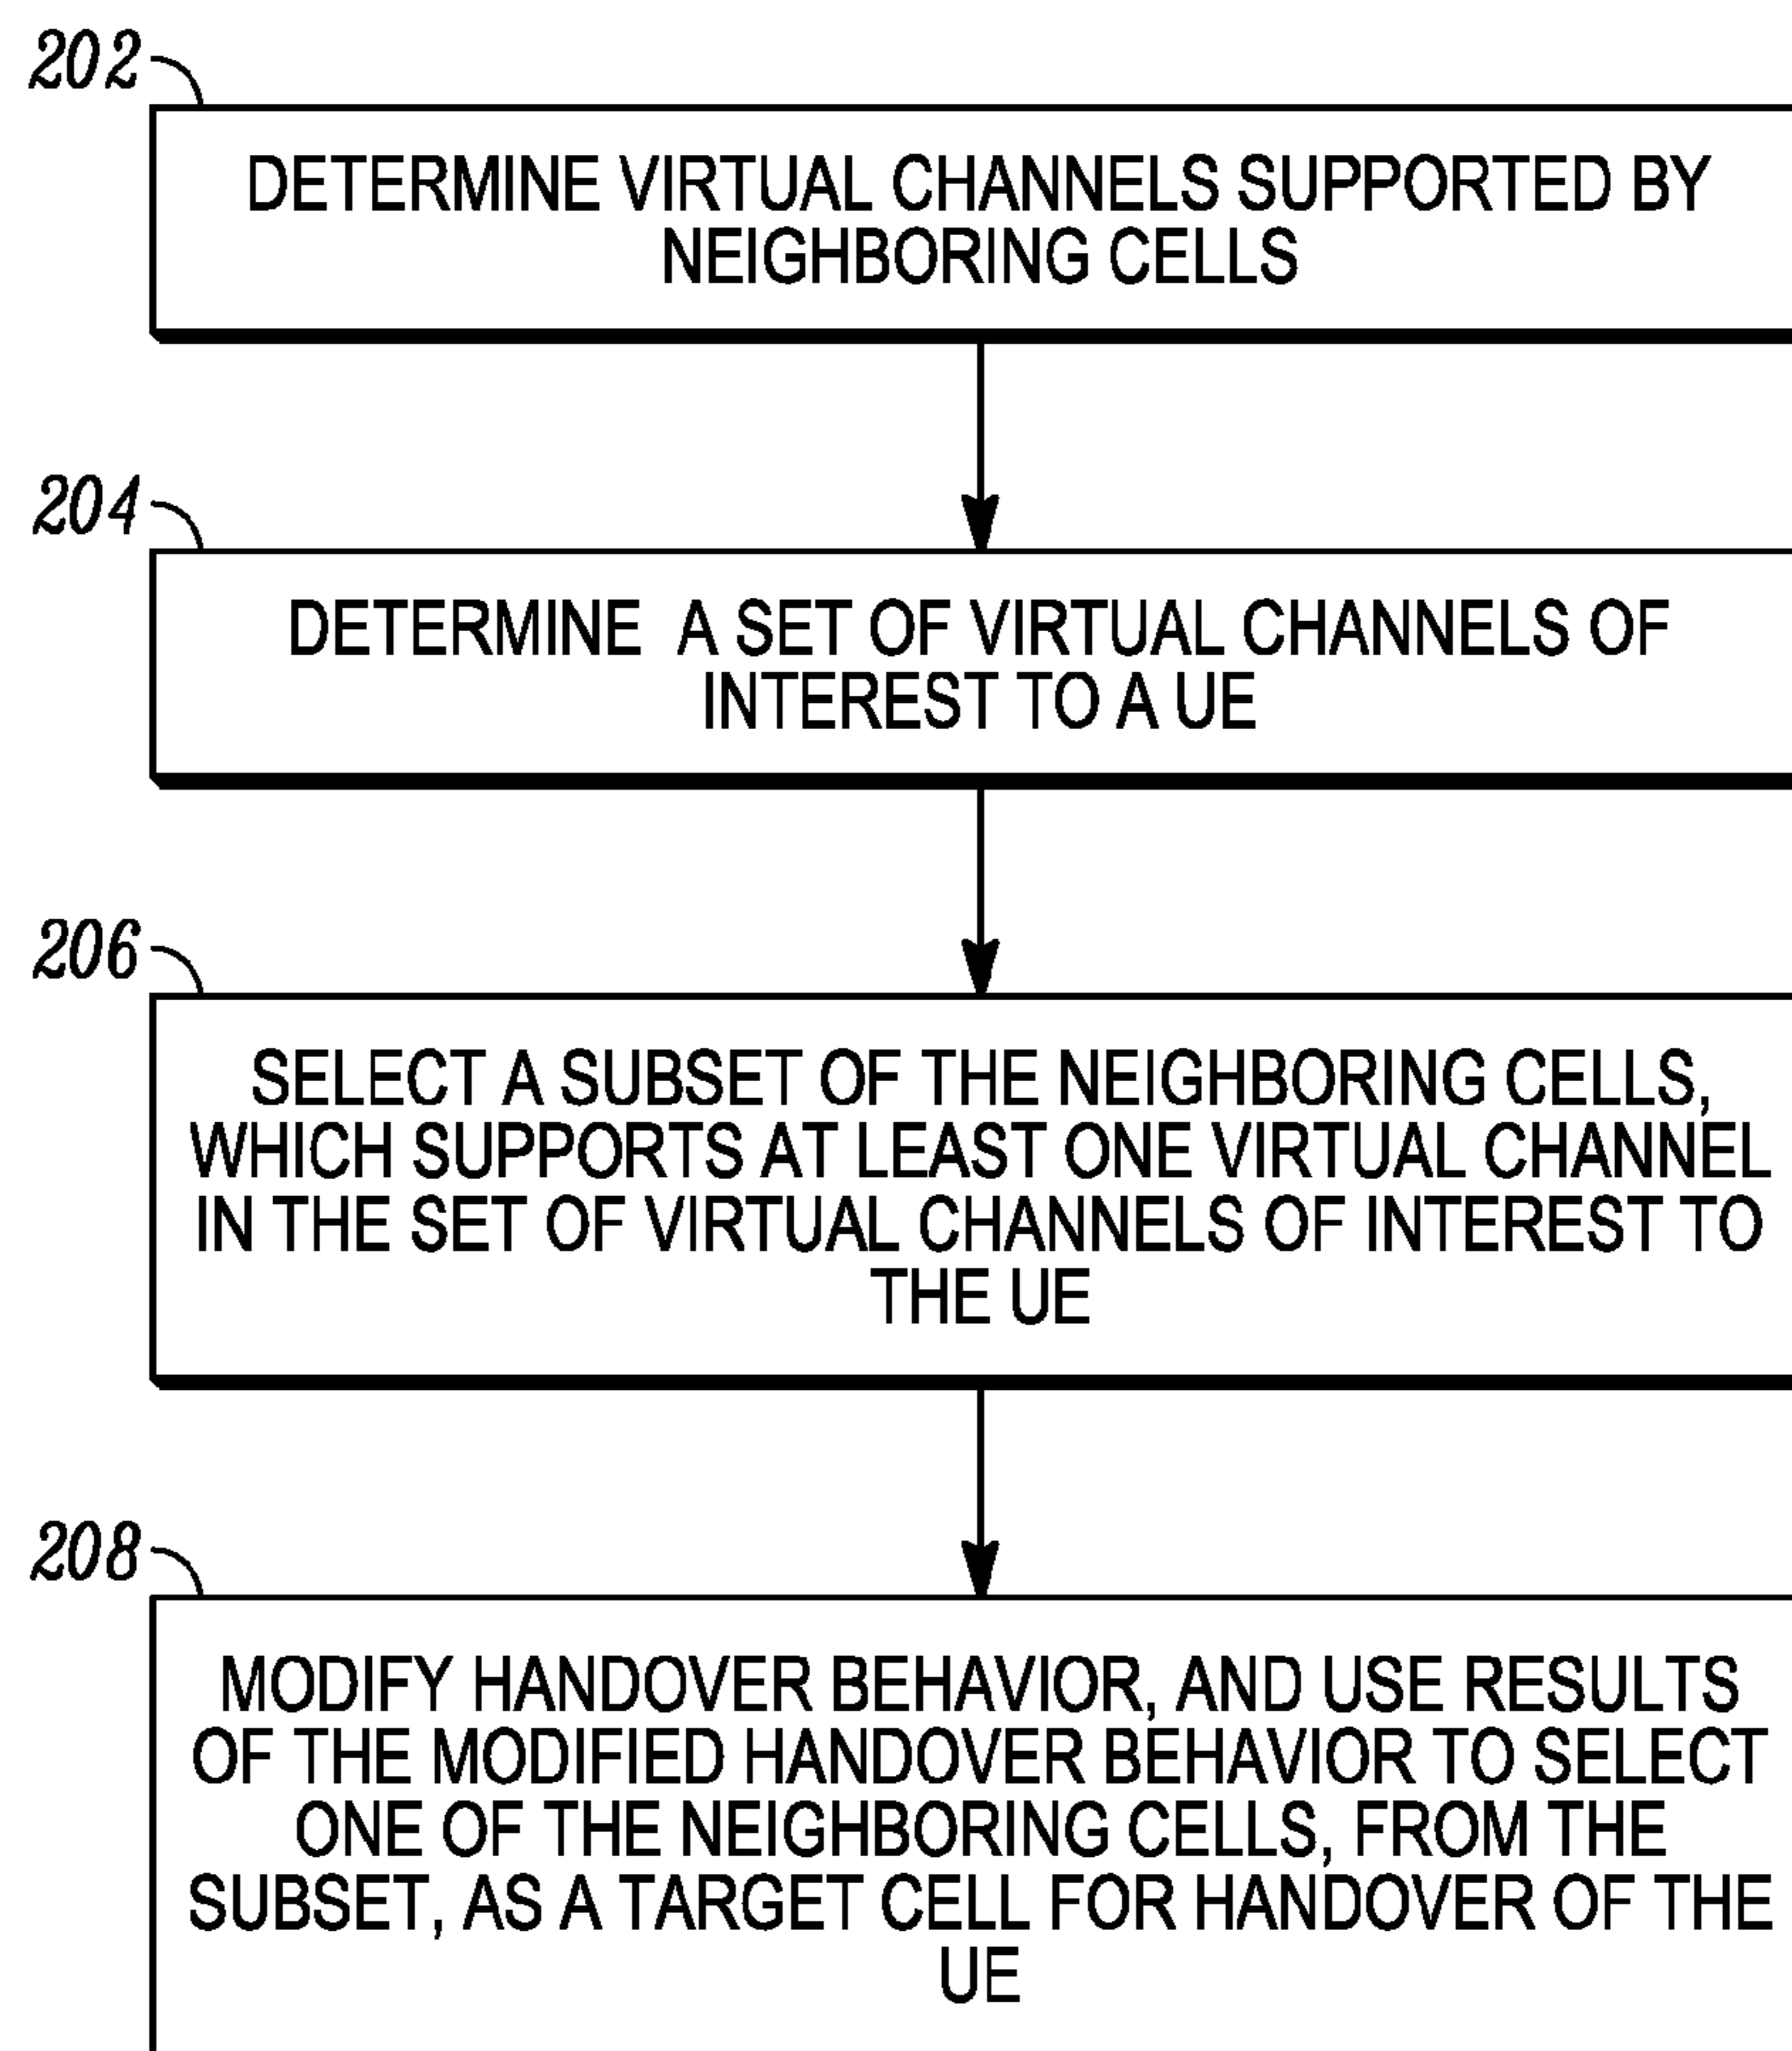 202
DETERMINE VIRTUAL CHANNELS SUPPORTED BY
NEIGHBORING CELLS
204
DETERMINE A SET OF VIRTUAL CHANNELS OF
INTEREST TO A UE
206
SELECT A SUBSET OF THE NEIGHBORING CELLS,
WHICH SUPPORTS AT LEAST ONE VIRTUAL CHANNEL
IN THE SET OF VIRTUAL CHANNELS OF INTEREST TO
THE UE
208
MODIFY HANDOVER BEHAVIOR, AND USE RESULTS
OF THE MODIFIED HANDOVER BEHAVIOR TO SELECT
ONE OF THE NEIGHBORING CELLS, FROM THE
SUBSET, AS A TARGET CELL FOR HANDOVER OF THE
UE